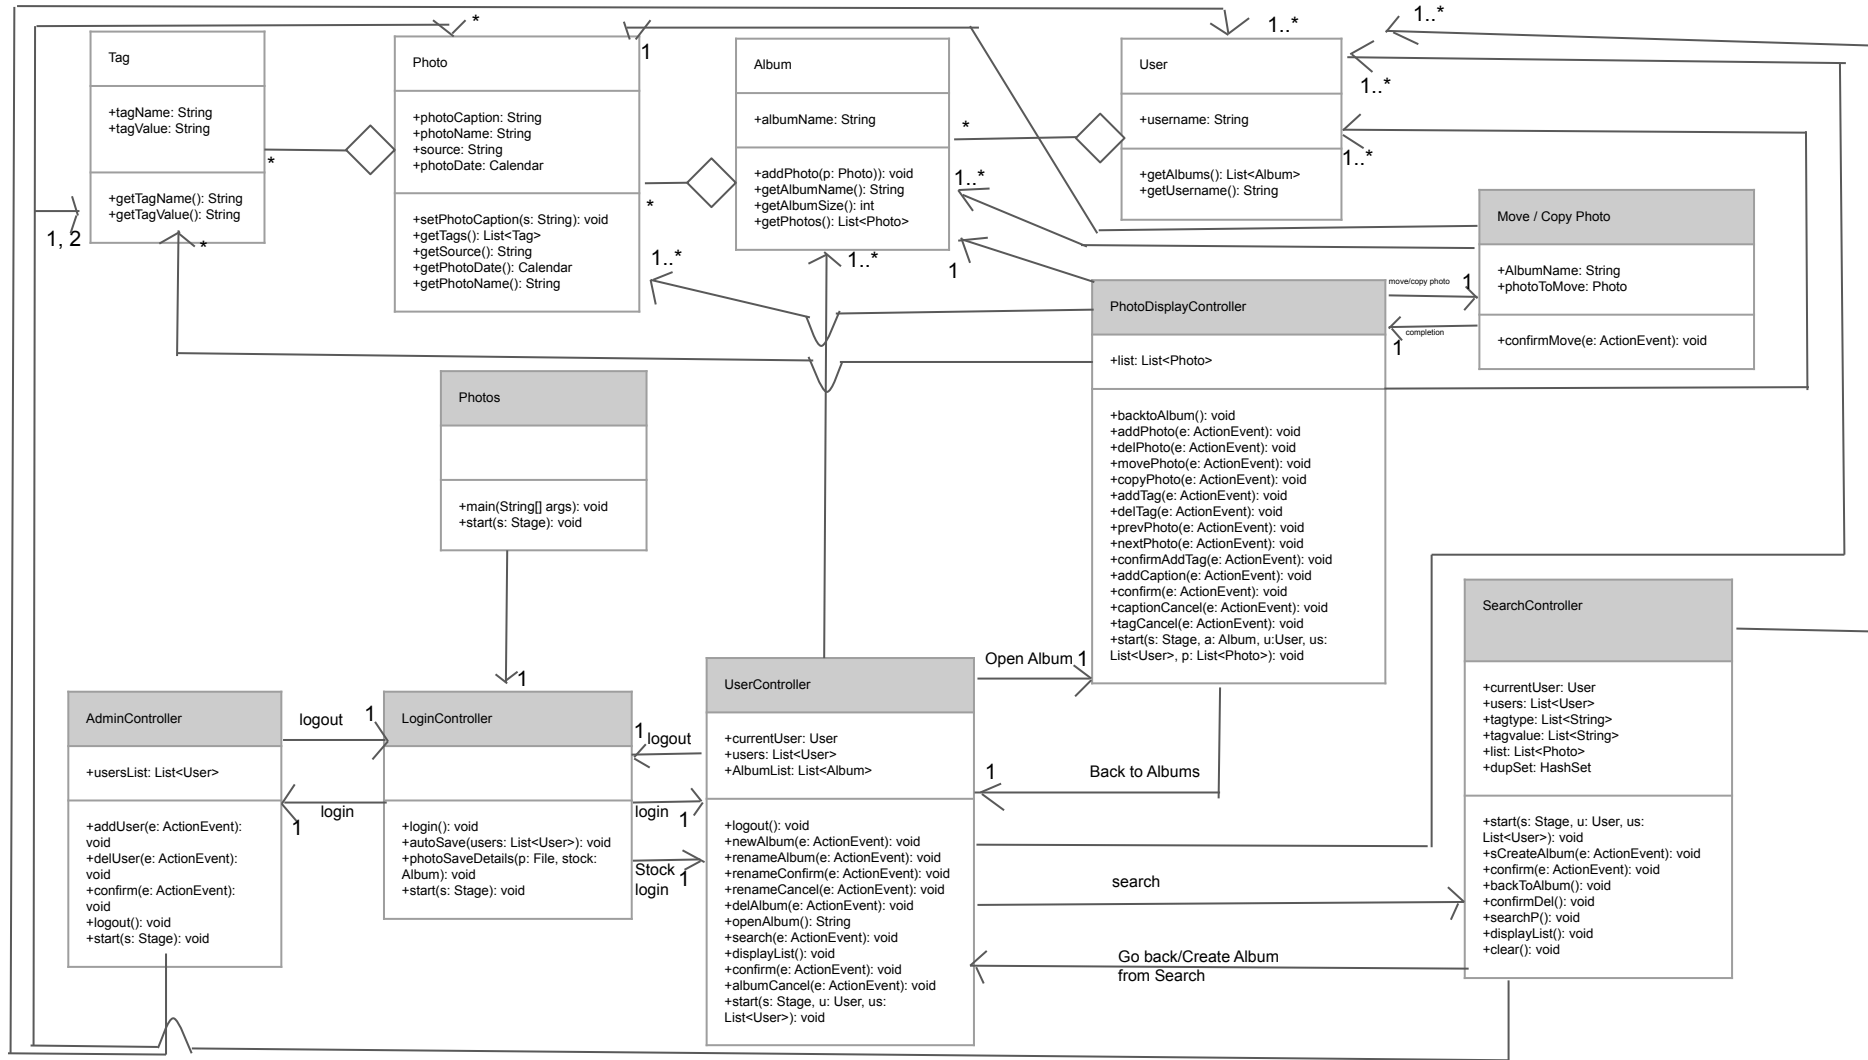 Tag
+tagName: String
+tagValue: String
+getTagName(): String
+getTagValue(): String
1, 2
*
*
Photo
+photoCaption: String
+photoName: String
+source: String
+photoDate: Calendar
+setPhotoCaption(s: String): void
+getTags(): List<Tag>
+getSource(): String
+getPhotoDate(): Calendar
+getPhotoName(): String
*
1
*
1..*
Album
+albumName: String
+addPhoto(p: Photo)): void
+getAlbumName(): String
+getAlbumSize(): int
+getPhotos(): List<Photo>
*
1..*
1
1..*
User
+username: String
+getAlbums(): List<Album>
+getUsername(): String
1..*
1..*
1..*
1..*
Move / Copy Photo
+AlbumName: String
+photoToMove: Photo
+confirmMove(e: ActionEvent): void
move/copy photo
1
completion
1
PhotoDisplayController
+list: List<Photo>
+backtoAlbum(): void
+addPhoto(e: ActionEvent): void
+delPhoto(e: ActionEvent): void
+movePhoto(e: ActionEvent): void
+copyPhoto(e: ActionEvent): void
+addTag(e: ActionEvent): void
+delTag(e: ActionEvent): void
+prevPhoto(e: ActionEvent): void
+nextPhoto(e: ActionEvent): void
+confirmAddTag(e: ActionEvent): void
+addCaption(e: ActionEvent): void
+confirm(e: ActionEvent): void
+captionCancel(e: ActionEvent): void
+tagCancel(e: ActionEvent): void
+start(s: Stage, a: Album, u:User, us:
List<User>, p: List<Photo>): void
Photos
+main(String[] args): void
+start(s: Stage): void
1
AdminController
+usersList: List<User>
+addUser(e: ActionEvent):
void
+delUser(e: ActionEvent):
void
+confirm(e: ActionEvent):
void
+logout(): void
+start(s: Stage): void
logout
1
login
1
LoginController
+login(): void
+autoSave(users: List<User>): void
+photoSaveDetails(p: File, stock:
Album): void
+start(s: Stage): void
1
logout
login
1
Stock
login
1
UserController
+currentUser: User
+users: List<User>
+AlbumList: List<Album>
+logout(): void
+newAlbum(e: ActionEvent): void
+renameAlbum(e: ActionEvent): void
+renameConfirm(e: ActionEvent): void
+renameCancel(e: ActionEvent): void
+delAlbum(e: ActionEvent): void
+openAlbum(): String
+search(e: ActionEvent): void
+displayList(): void
+confirm(e: ActionEvent): void
+albumCancel(e: ActionEvent): void
+start(s: Stage, u: User, us:
List<User>): void
Open Album
1
1
Back to Albums
search
Go back/Create Album
from Search
SearchController
+currentUser: User
+users: List<User>
+tagtype: List<String>
+tagvalue: List<String>
+list: List<Photo>
+dupSet: HashSet
+start(s: Stage, u: User, us:
List<User>): void
+sCreateAlbum(e: ActionEvent): void
+confirm(e: ActionEvent): void
+backToAlbum(): void
+confirmDel(): void
+searchP(): void
+displayList(): void
+clear(): void